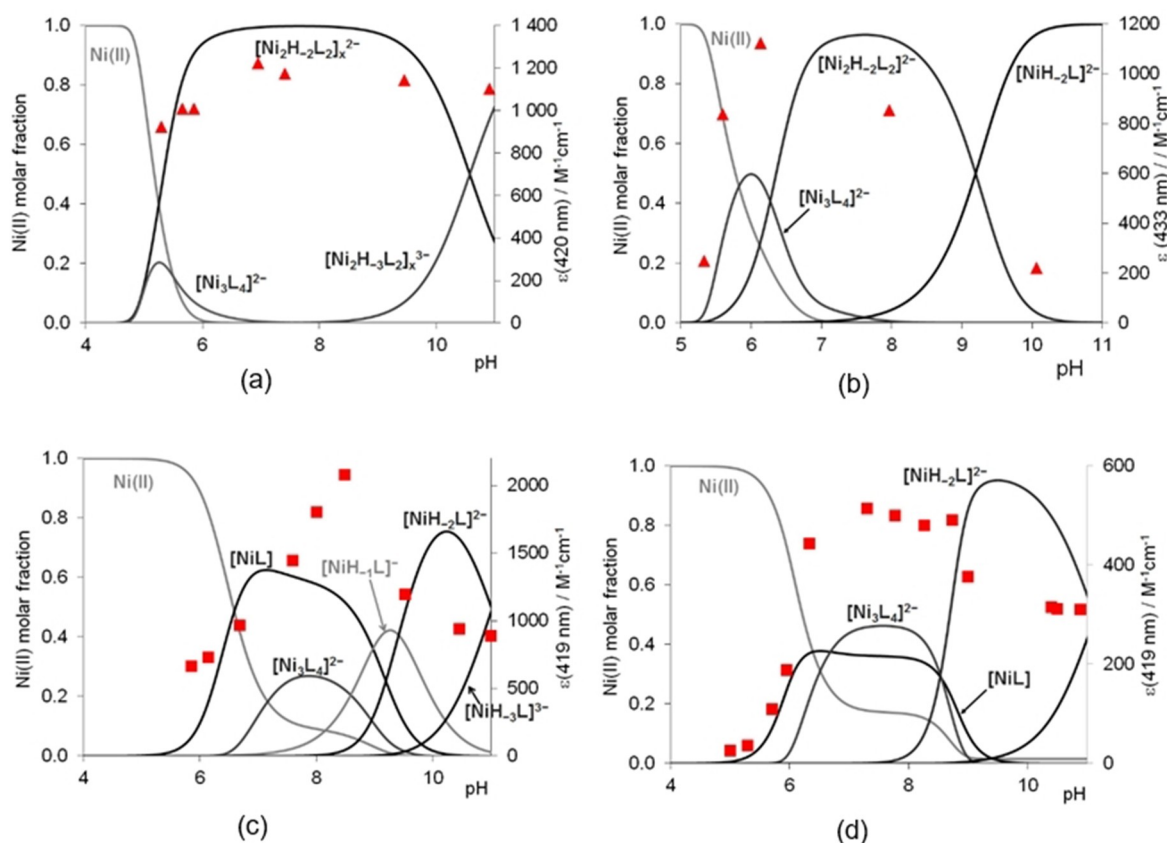 Ni(II) molar fraction
1.0
0.8
0.6
0.4
0.2
0.0
4
6
8
10
pH
1400
1200
1000
800
600
400
200
0
ε(420 nm) / M⁻¹cm⁻¹
Ni(II)
[Ni₂H₋₂L₂]ₓ²⁻
[Ni₃L₄]²⁻
[Ni₂H₋₃L₂]ₓ³⁻
(a)
Ni(II) molar fraction
1.0
0.8
0.6
0.4
0.2
0.0
5
6
7
8
9
10
11
pH
1200
1000
800
600
400
200
0
ε(433 nm) / M⁻¹cm⁻¹
Ni(II)
[Ni₂H₋₂L₂]²⁻
[NiH₋₂L]²⁻
[Ni₃L₄]²⁻
(b)
Ni(II) molar fraction
1.0
0.8
0.6
0.4
0.2
0.0
4
6
8
10
pH
2000
1500
1000
500
0
ε(419 nm) / M⁻¹cm⁻¹
Ni(II)
[NiL]
[NiH₋₁L]⁻
[NiH₋₂L]²⁻
[Ni₃L₄]²⁻
[NiH₋₃L]³⁻
(c)
Ni(II) molar fraction
1.0
0.8
0.6
0.4
0.2
0.0
4
6
8
10
pH
600
400
200
0
ε(419 nm) / M⁻¹cm⁻¹
Ni(II)
[NiH₋₂L]²⁻
[Ni₃L₄]²⁻
[NiL]
(d)